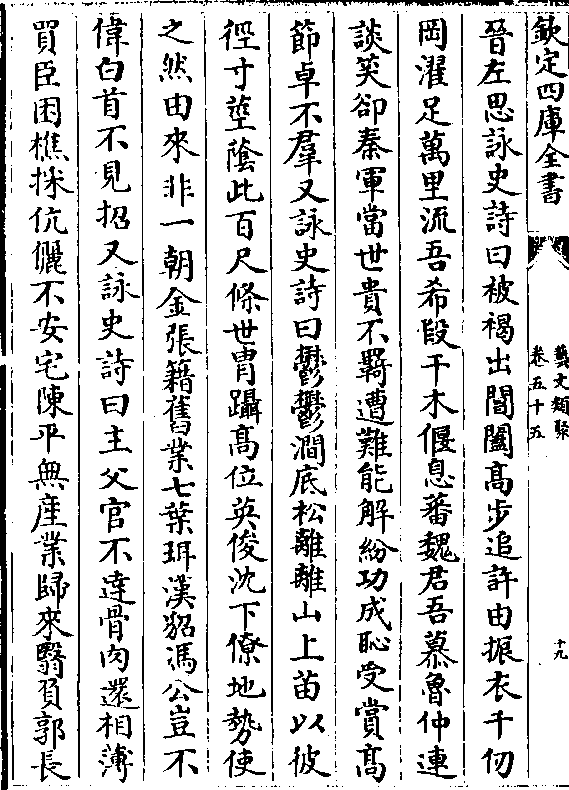 欽定四庫全書
藝文類聚
卷五十五
十九
晉左思詠史詩曰被褐出閶闔髙步追許由振衣千仞
岡濯足萬里流吾希段干木偃息蕃魏君吾慕魯仲連
談笑卻秦軍當世貴不羇遭難能解紛功成恥受賞髙
節卓不羣又詠史詩曰鬱鬱澗底松離離山上苗以彼
徑寸莖蔭此百尺條世胄躡髙位英俊沈下僚地勢使
之然由來非一朝金張籍舊業七葉珥漢貂馮公豈不
偉白首不見招又詠史詩曰主父宦不達骨肉還相薄
買臣困樵採伉儷不安宅陳平無產業歸來翳負郭長